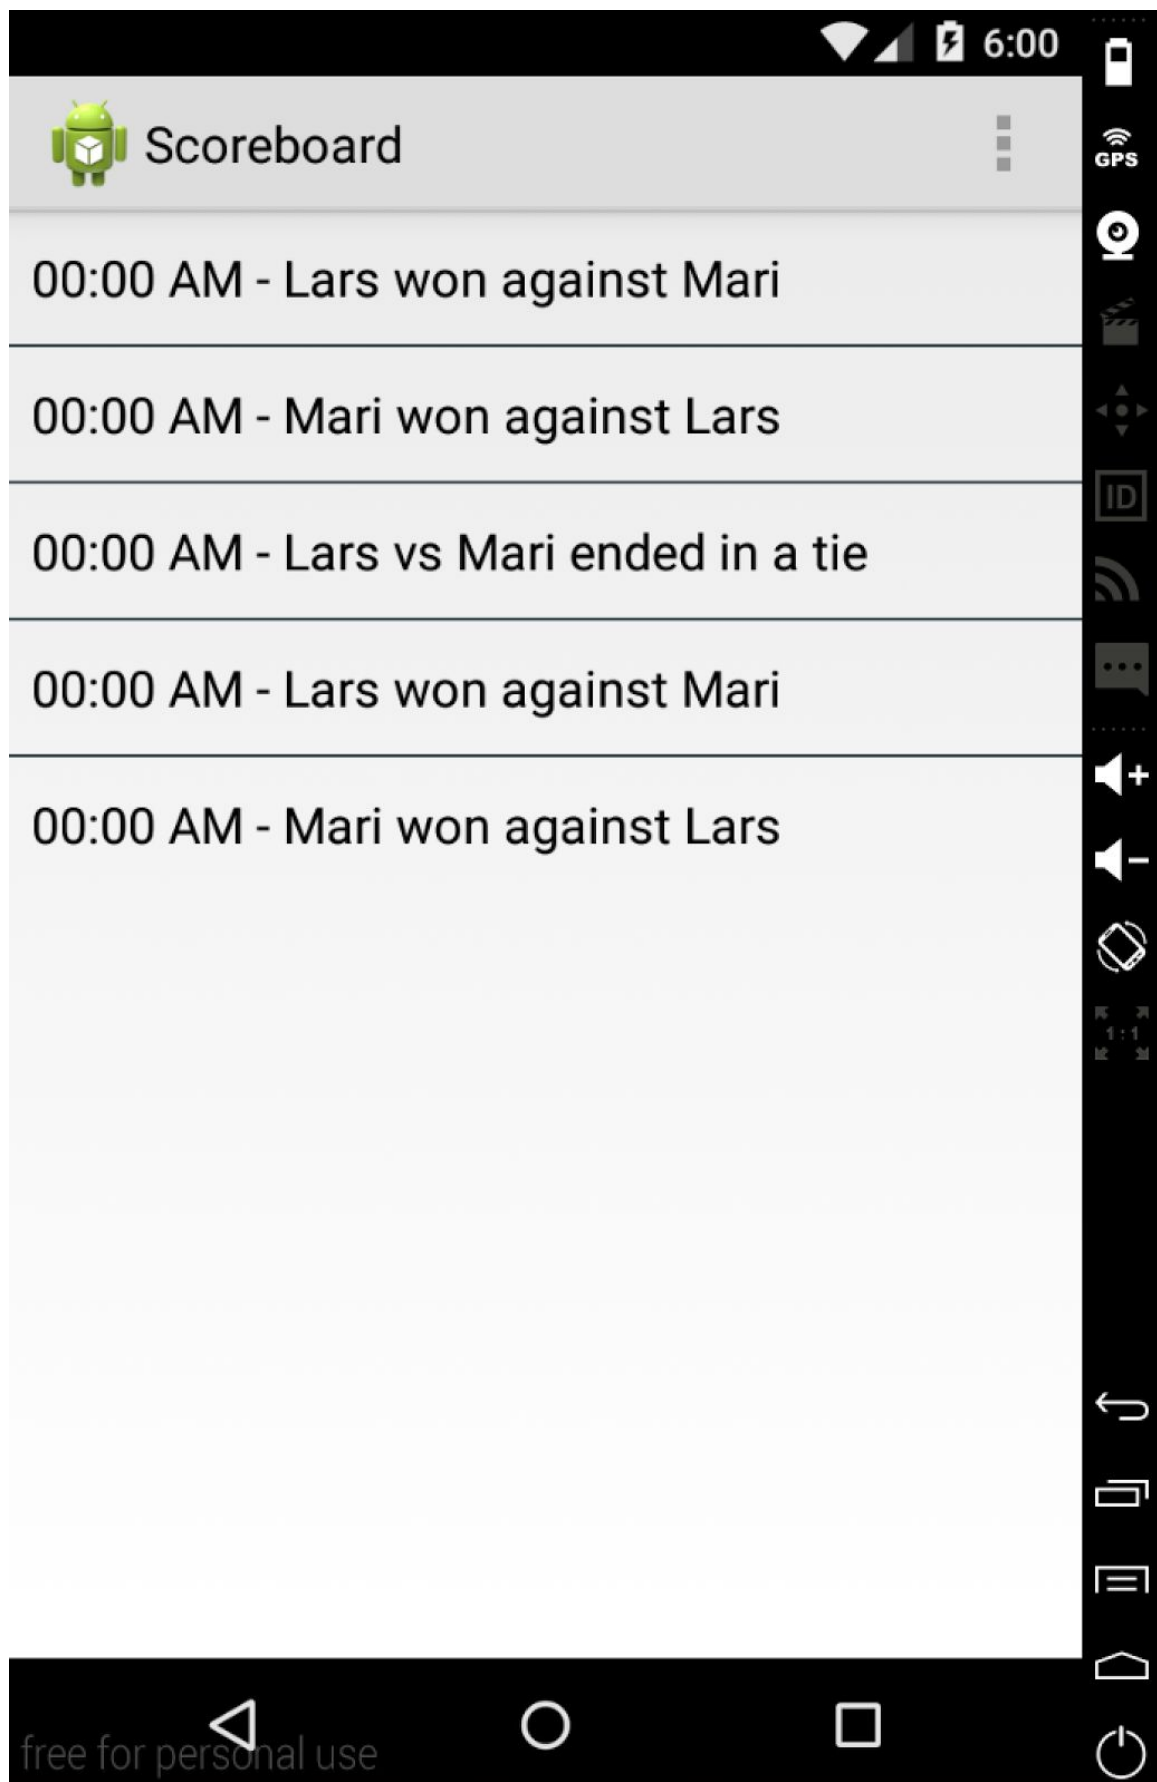 6:00
Scoreboard
GPS
00:00 AM - Lars won against Mari
00:00 AM - Mari won against Lars
ID
00:00 AM - Lars vs Mari ended in a tie
00:00 AM - Lars won against Mari
00:00 AM - Mari won against Lars
1:1
free for personal use